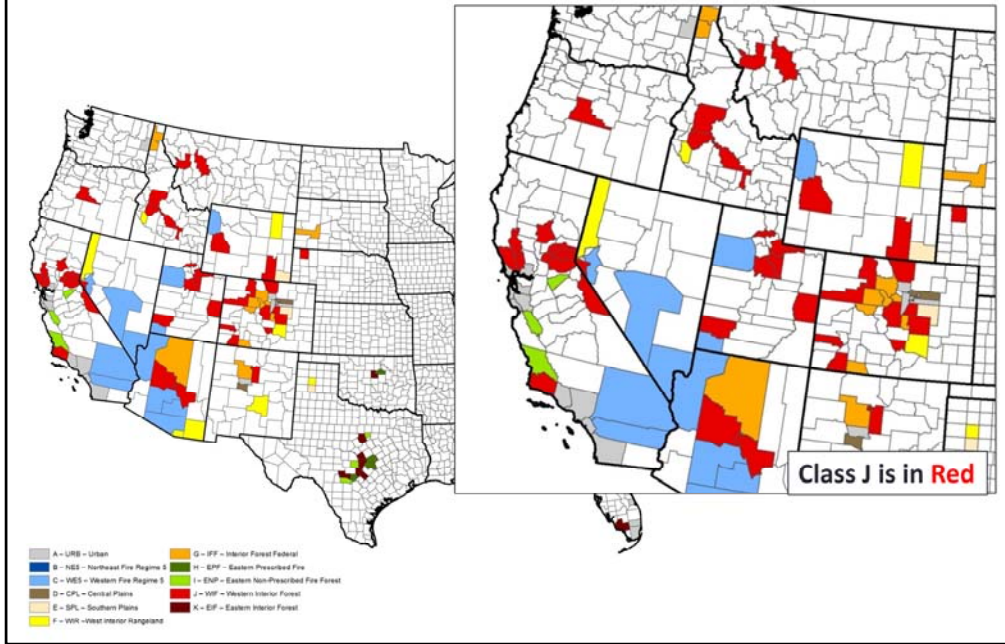 Class J is in Red
A – URB – Urban
B – NE5 – Northeast Fire Regime 5
C – WE5 – Western Fire Regime 5
D – CPL – Central Plains
E – SPL – Southern Plains
F – WIR –West Interior Rangeland
G – IFF – Interior Forest Federal
H – EPF – Eastern Prescribed Fire
I – ENP – Eastern Non-Prescribed Fire Forest
J – WIF – Western Interior Forest
K – EIF – Eastern Interior Forest